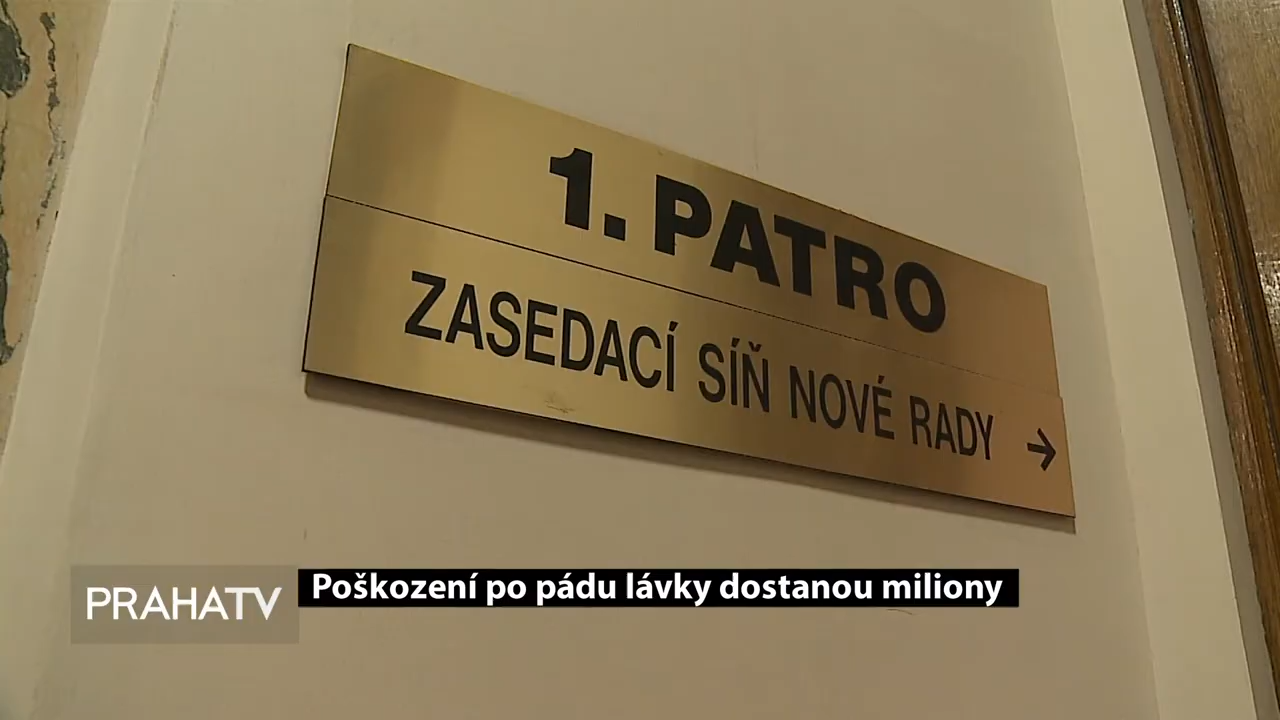 1. PATRO
ZASEDACÍ SÍŇ NOVÉ RADY →
PRAHATV
Poškození po pádu lávky dostanou miliony